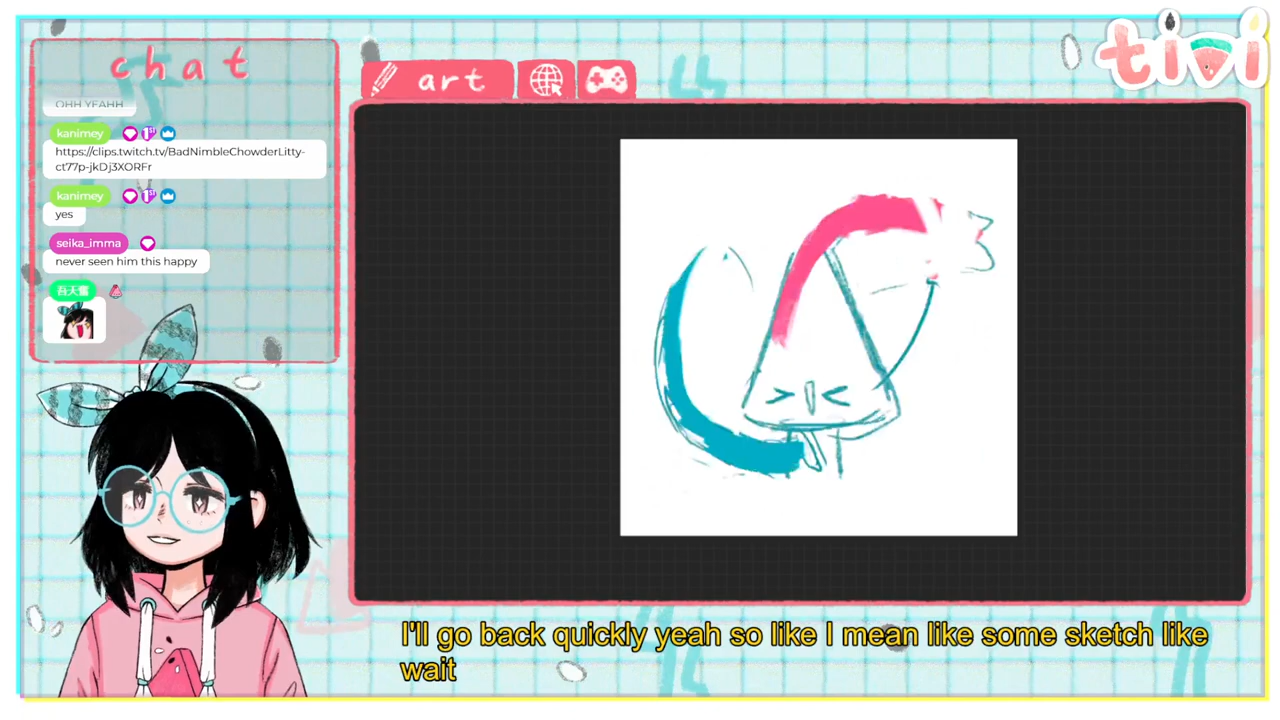 chat
OHH YEAHH
kanimey
https://clips.twitch.tv/BadNimbleChowderLitty-
ct77p-jkDj3XORFr
kanimey
yes
seika_imma
never seen him this happy
art
tivi
I'll go back quickly yeah so like I mean like some sketch like
wait